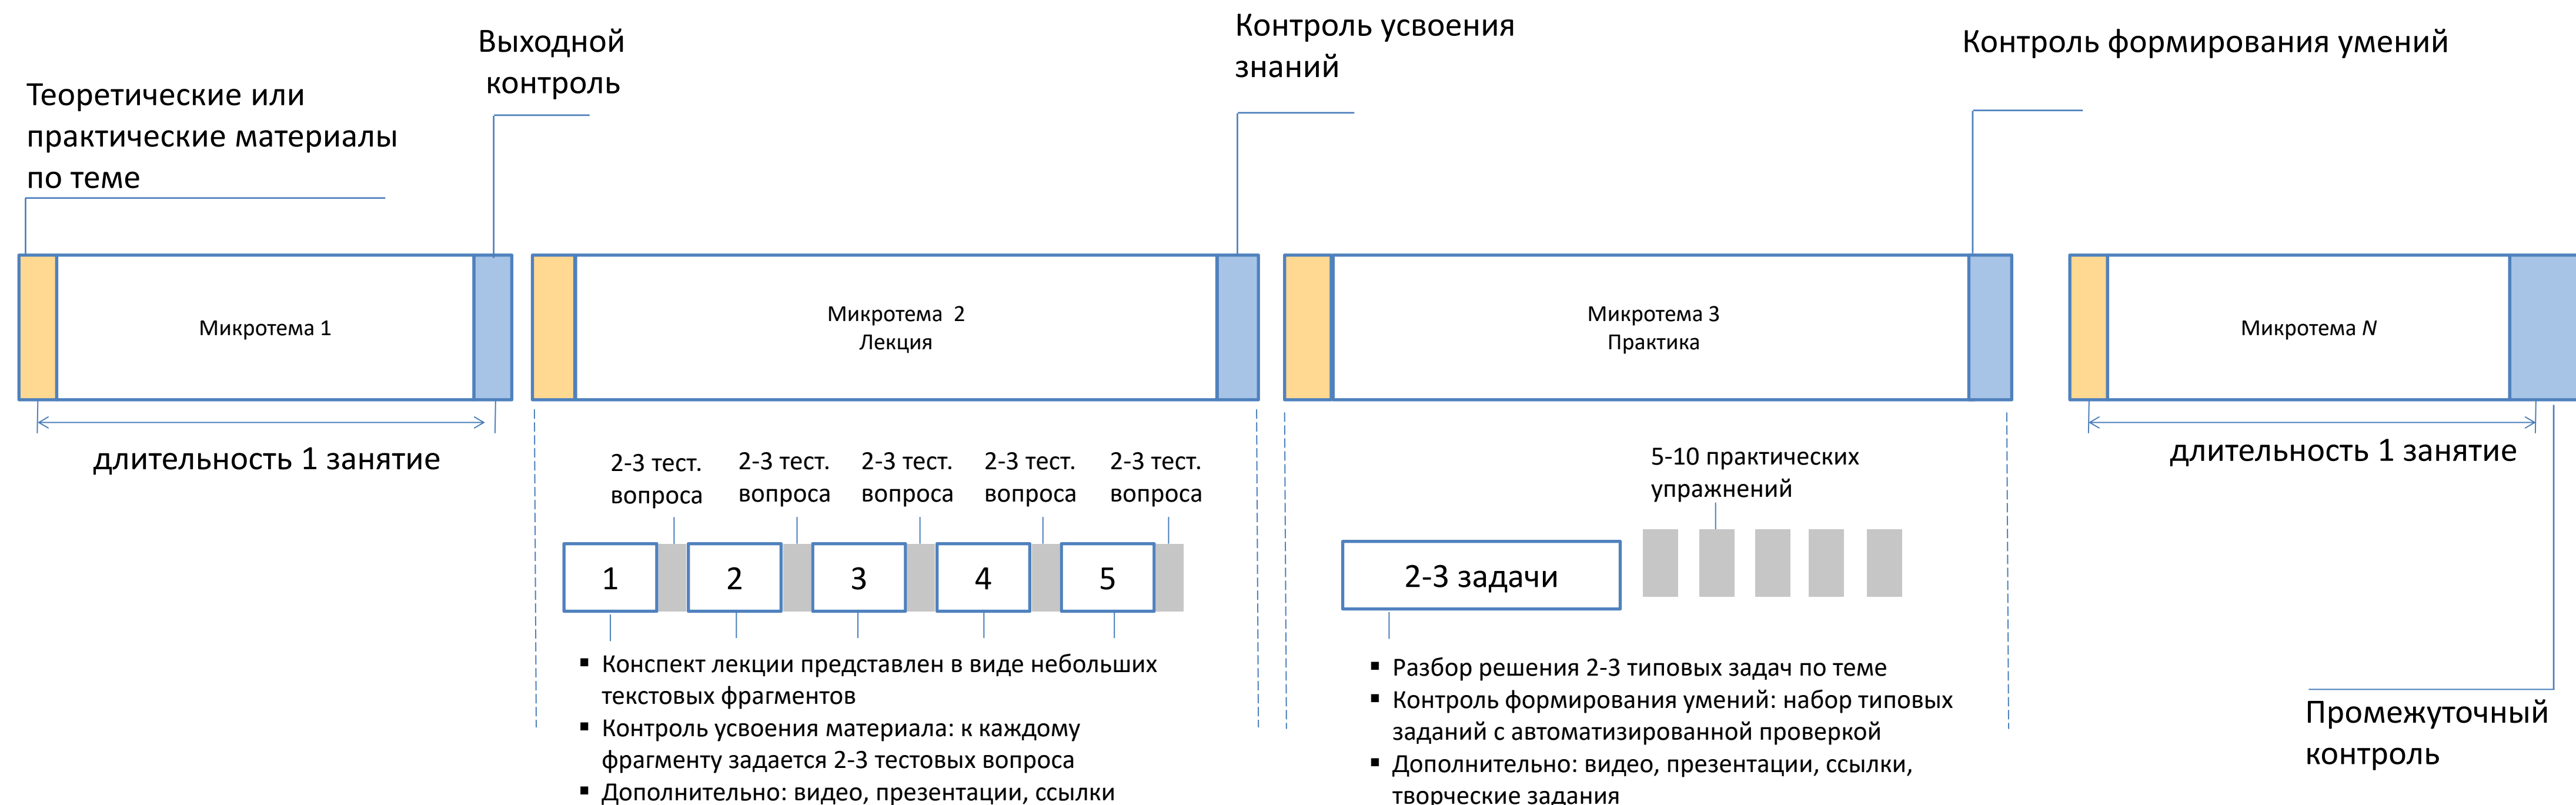 Теоретические или
практические материалы
по теме
Выходной
контроль
Контроль усвоения
знаний
Контроль формирования умений
Микротема 1
Микротема 2
Лекция
Микротема 3
Практика
Микротема N
длительность 1 занятие
2-3 тест.
вопроса
2-3 тест.
вопроса
2-3 тест.
вопроса
2-3 тест.
вопроса
2-3 тест.
вопроса
5-10 практических
упражнений
длительность 1 занятие
1
2
3
4
5
2-3 задачи
▪ Конспект лекции представлен в виде небольших
текстовых фрагментов
▪ Контроль усвоения материала: к каждому
фрагменту задается 2-3 тестовых вопроса
▪ Дополнительно: видео, презентации, ссылки
▪ Разбор решения 2-3 типовых задач по теме
▪ Контроль формирования умений: набор типовых
заданий с автоматизированной проверкой
▪ Дополнительно: видео, презентации, ссылки,
творческие задания
Промежуточный
контроль